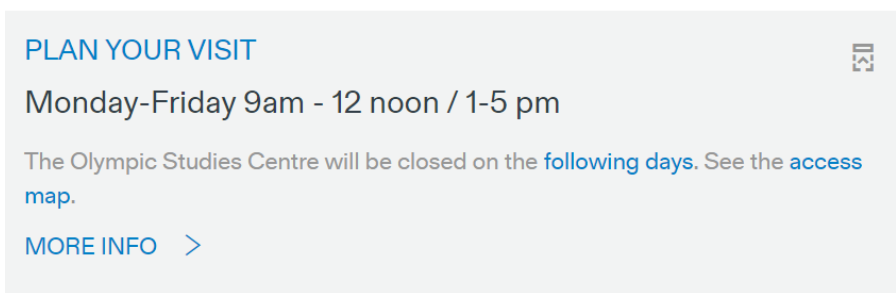 PLAN YOUR VISIT
Monday-Friday 9am - 12 noon / 1-5 pm
The Olympic Studies Centre will be closed on the following days. See the access
map.
MORE INFO >